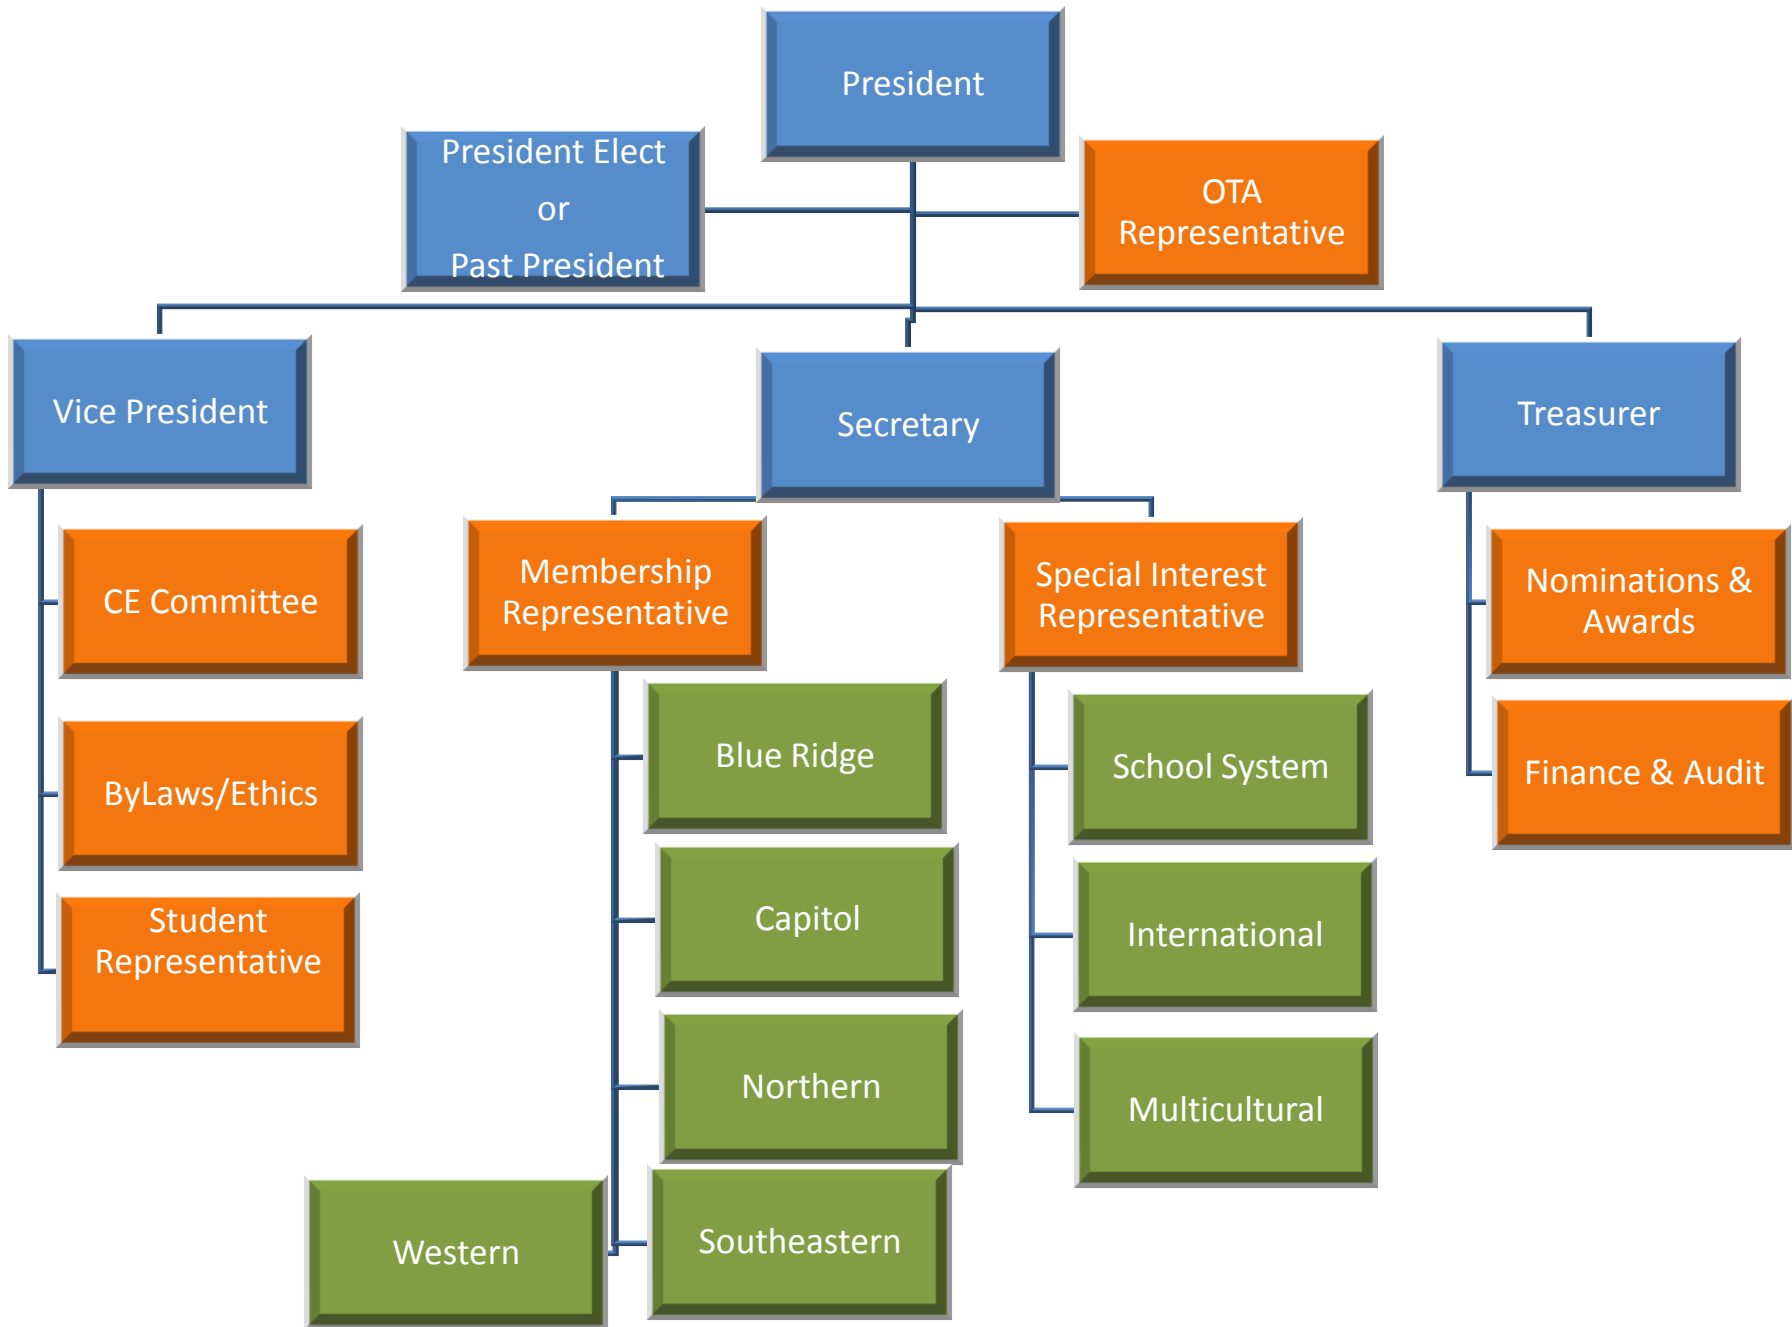 President
President Elect
or
Past President
OTA
Representative
Vice President
Secretary
Treasurer
CE Committee
ByLaws/Ethics
Student
Representative
Membership
Representative
Blue Ridge
Capitol
Northern
Southeastern
Western
Special Interest
Representative
School System
International
Multicultural
Nominations &
Awards
Finance & Audit